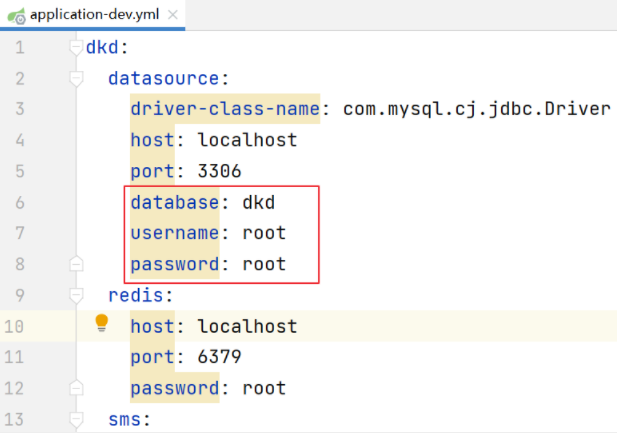 application-dev.yml
1 dkd:
2 datasource:
3 driver-class-name: com.mysql.cj.jdbc.Driver
4 host: localhost
5 port: 3306
6 database: dkd
7 username: root
8 password: root
9 redis:
10 host: localhost
11 port: 6379
12 password: root
13 sms: